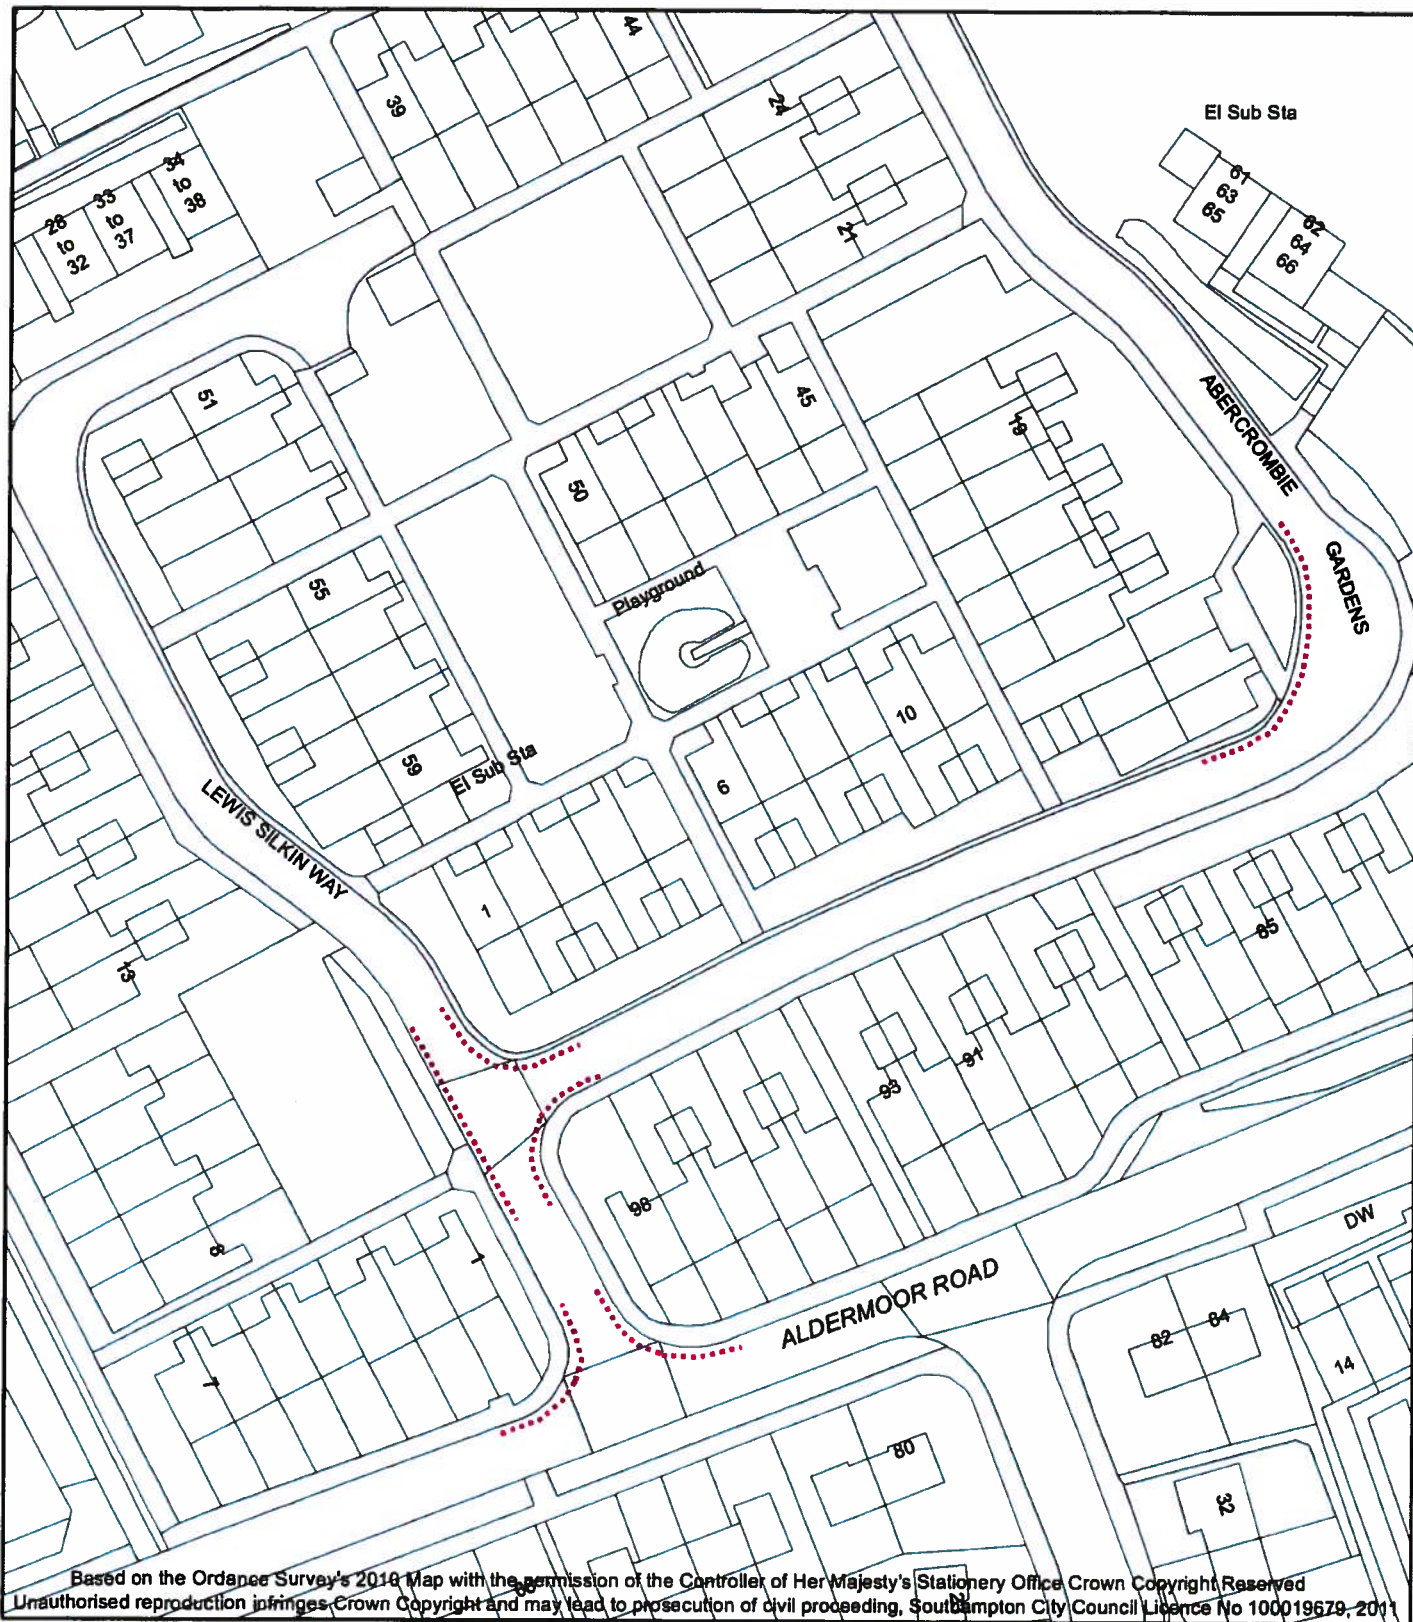 44
39
24
El Sub Sta
34
to
38
33
to
37
28
to
32
61
63
65
62
64
66
21
51
45
19
ABERCROMBIE
GARDENS
50
55
Playground
10
59
El Sub Sta
6
LEWIS SILKIN WAY
1
85
13
91
93
98
8
1
DW
ALDERMOOR ROAD
82
84
14
7
80
32
Based on the Ordance Survey's 2010 Map with the permission of the Controller of Her Majesty's Stationery Office Crown Copyright Reserved
Unauthorised reproduction infringes Crown Copyright and may lead to prosecution of civil proceeding, Southampton City Council Licence No 100019679, 2011